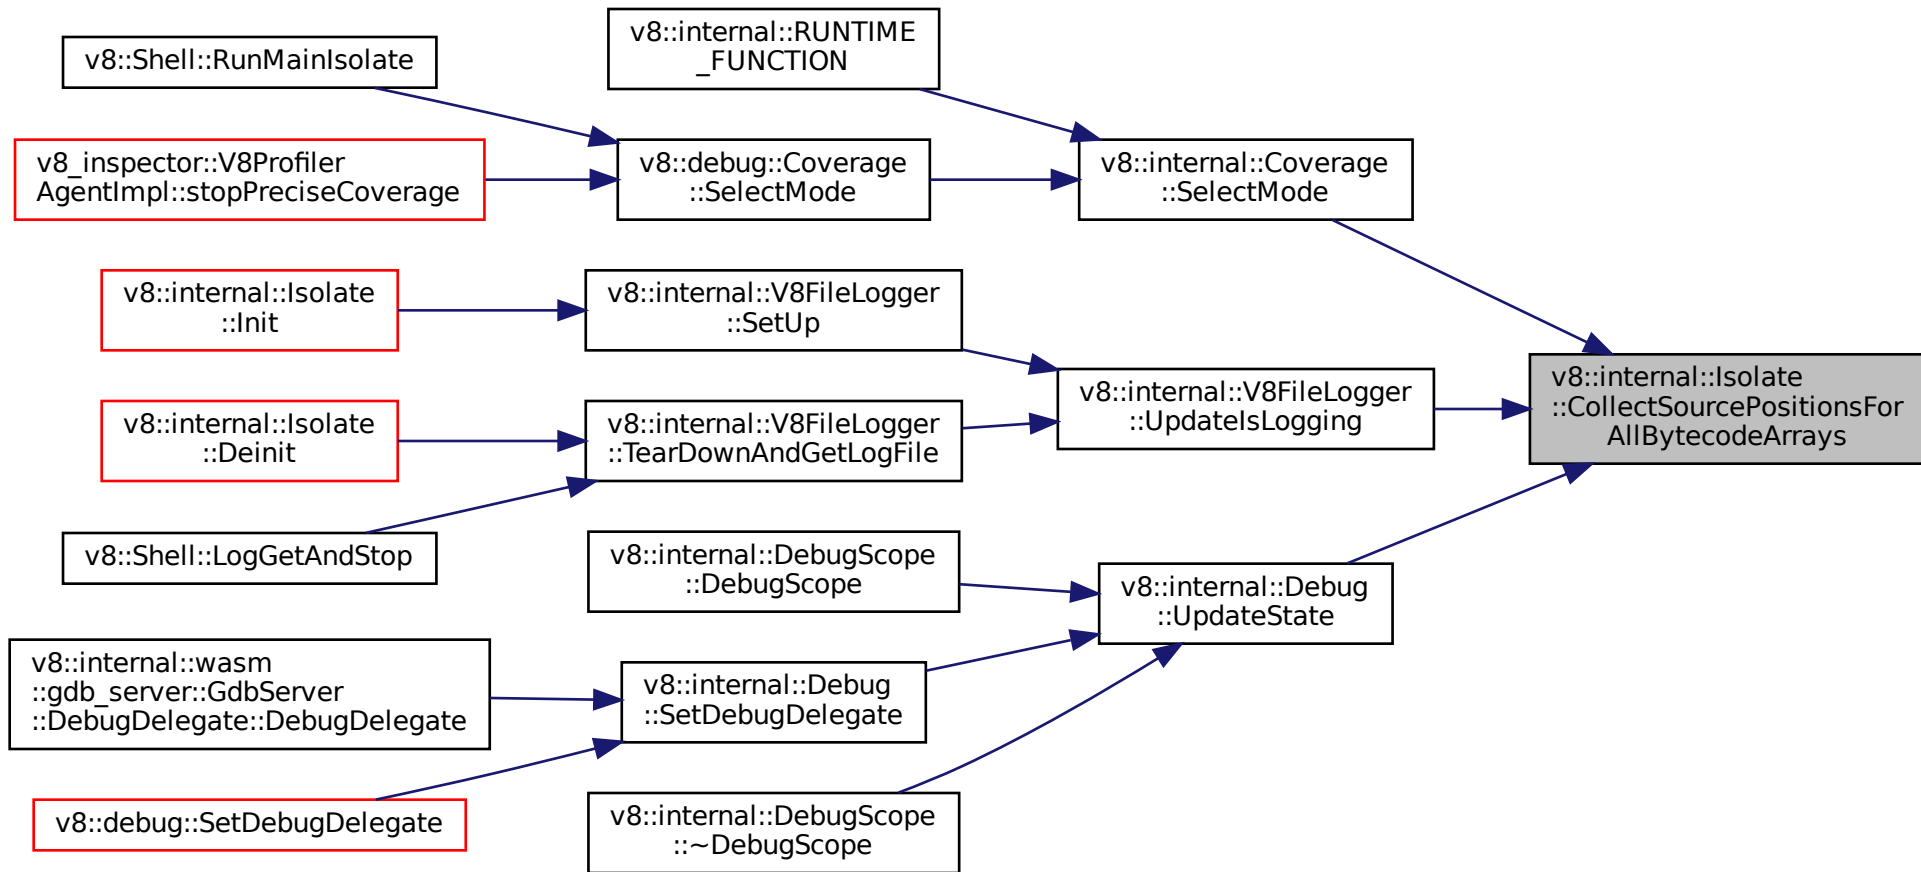 v8::internal::RUNTIME
_FUNCTION
v8::Shell::RunMainIsolate
v8_inspector::V8Profiler
AgentImpl::stopPreciseCoverage
v8::debug::Coverage
::SelectMode
v8::internal::Coverage
::SelectMode
v8::internal::Isolate
::Init
v8::internal::V8FileLogger
::SetUp
v8::internal::V8FileLogger
::UpdateIsLogging
v8::internal::Isolate
::CollectSourcePositionsFor
AllBytecodeArrays
v8::internal::Isolate
::Deinit
v8::internal::V8FileLogger
::TearDownAndGetLogFile
v8::Shell::LogGetAndStop
v8::internal::DebugScope
::DebugScope
v8::internal::Debug
::UpdateState
v8::internal::wasm
::gdb_server::GdbServer
::DebugDelegate::DebugDelegate
v8::internal::Debug
::SetDebugDelegate
v8::debug::SetDebugDelegate
v8::internal::DebugScope
::~DebugScope